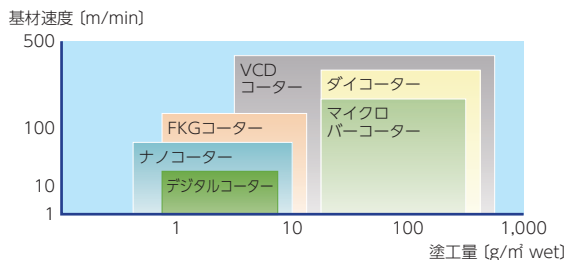 基材速度〔m/min〕
500
100
10
1
VCD
コーター
ダイコーター
マイクロ
バーコーター
FKGコーター
ナノコーター
デジタルコーター
1
10
100
1,000
塗工量〔g/㎡ wet〕